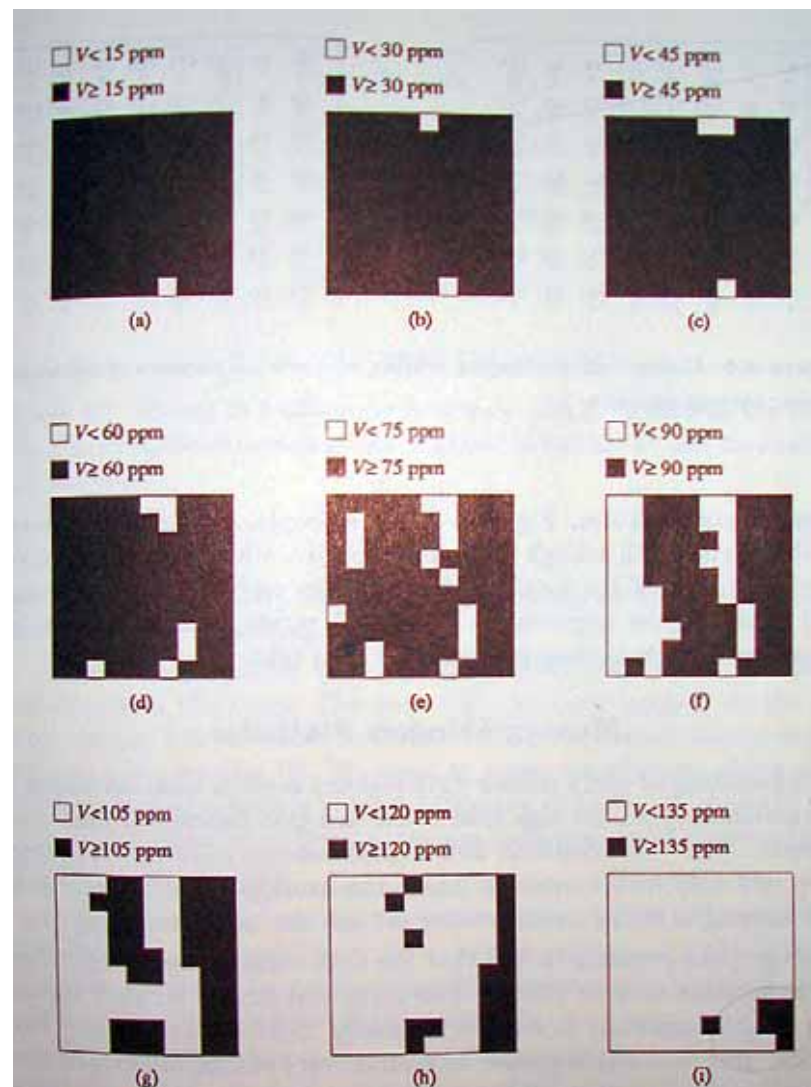 V< 15 ppm V< 30 ppm V< 45 ppm
V≥ 15 ppm V≥ 30 ppm V≥ 45 ppm
(a) (b) (c)
V< 60 ppm V< 75 ppm V< 90 ppm
V≥ 60 ppm V≥ 75 ppm V≥ 90 ppm
(d) (e) (f)
V<105 ppm V<120 ppm V<135 ppm
V≥105 ppm V≥120 ppm V≥135 ppm
(g) (h) (i)